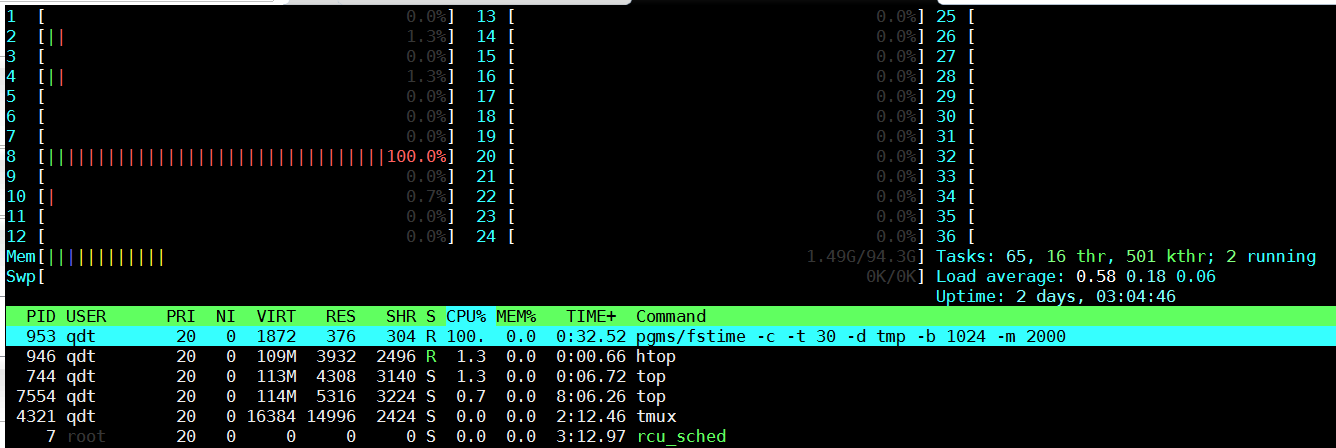 1 [ 0.0%] 13 [ 0.0%] 25 [
2 [|| 1.3%] 14 [ 0.0%] 26 [
3 [ 0.0%] 15 [ 0.0%] 27 [
4 [|| 1.3%] 16 [ 0.0%] 28 [
5 [ 0.0%] 17 [ 0.0%] 29 [
6 [ 0.0%] 18 [ 0.0%] 30 [
7 [ 0.0%] 19 [ 0.0%] 31 [
8 [||||||||||||||||||||||||||||||||||100.0%] 20 [ 0.0%] 32 [
9 [ 0.0%] 21 [ 0.0%] 33 [
10 [| 0.7%] 22 [ 0.0%] 34 [
11 [ 0.0%] 23 [ 0.0%] 35 [
12 [ 0.0%] 24 [ 0.0%] 36 [
Mem[|||||||||||| 1.49G/94.3G] Tasks: 65, 16 thr, 501 kthr; 2 running
Swp[ 0K/0K] Load average: 0.58 0.18 0.06
Uptime: 2 days, 03:04:46
PID USER PRI NI VIRT RES SHR S CPU% MEM% TIME+ Command
953 qdt 20 0 1872 376 304 R 100. 0.0 0:32.52 pgms/fstime -c -t 30 -d tmp -b 1024 -m 2000
946 qdt 20 0 109M 3932 2496 R 1.3 0.0 0:00.66 htop
744 qdt 20 0 113M 4308 3140 S 1.3 0.0 0:06.72 top
7554 qdt 20 0 114M 5316 3224 S 0.7 0.0 8:06.26 top
4321 qdt 20 0 16384 14996 2424 S 0.0 0.0 2:12.46 tmux
7 root 20 0 0 0 0 S 0.0 0.0 3:12.97 rcu_sched